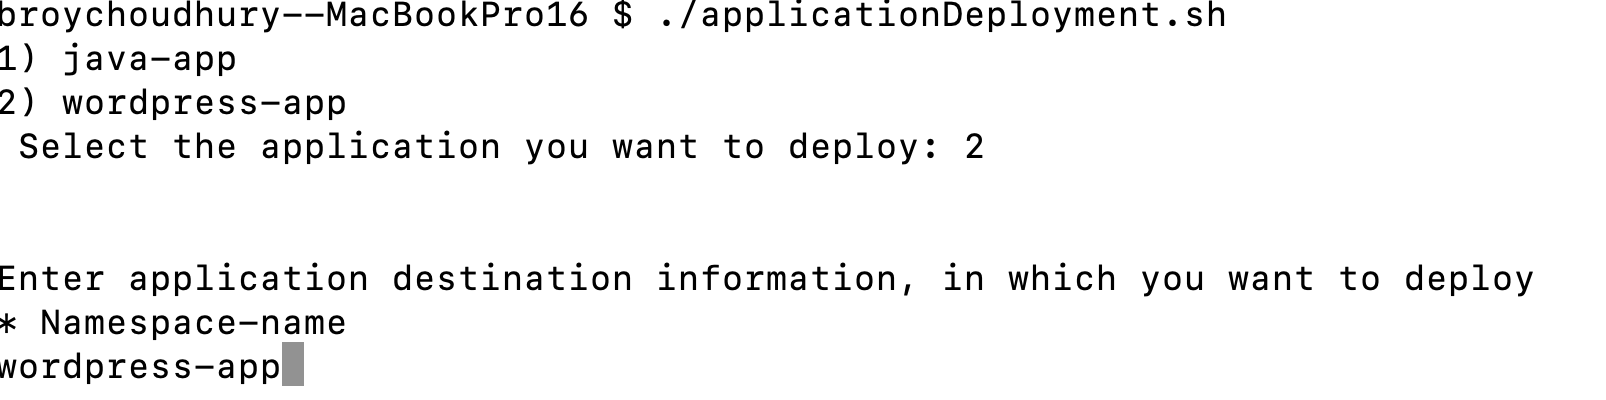 broychoudhury--MacBookPro16 $ ./applicationDeployment.sh
1) java-app
2) wordpress-app
Select the application you want to deploy: 2
Enter application destination information, in which you want to deploy
* Namespace-name
wordpress-app